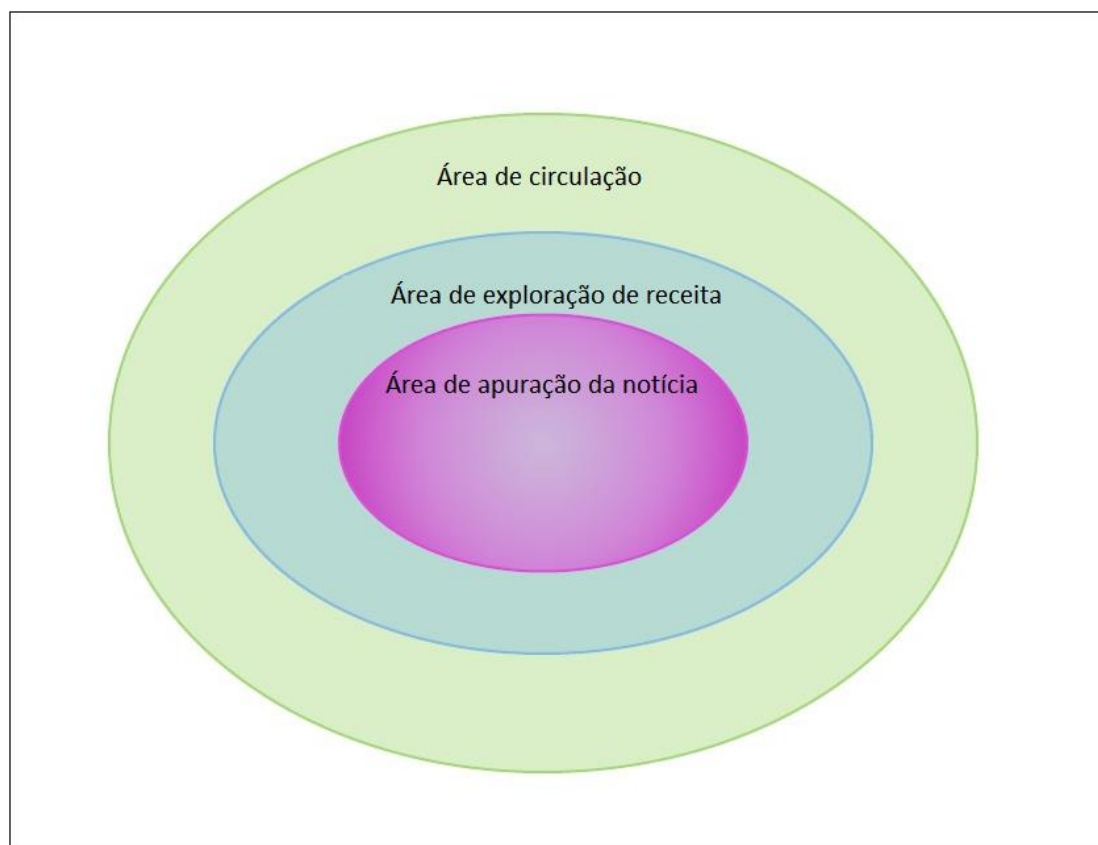 Área de circulação
Área de exploração de receita
Área de apuração da notícia